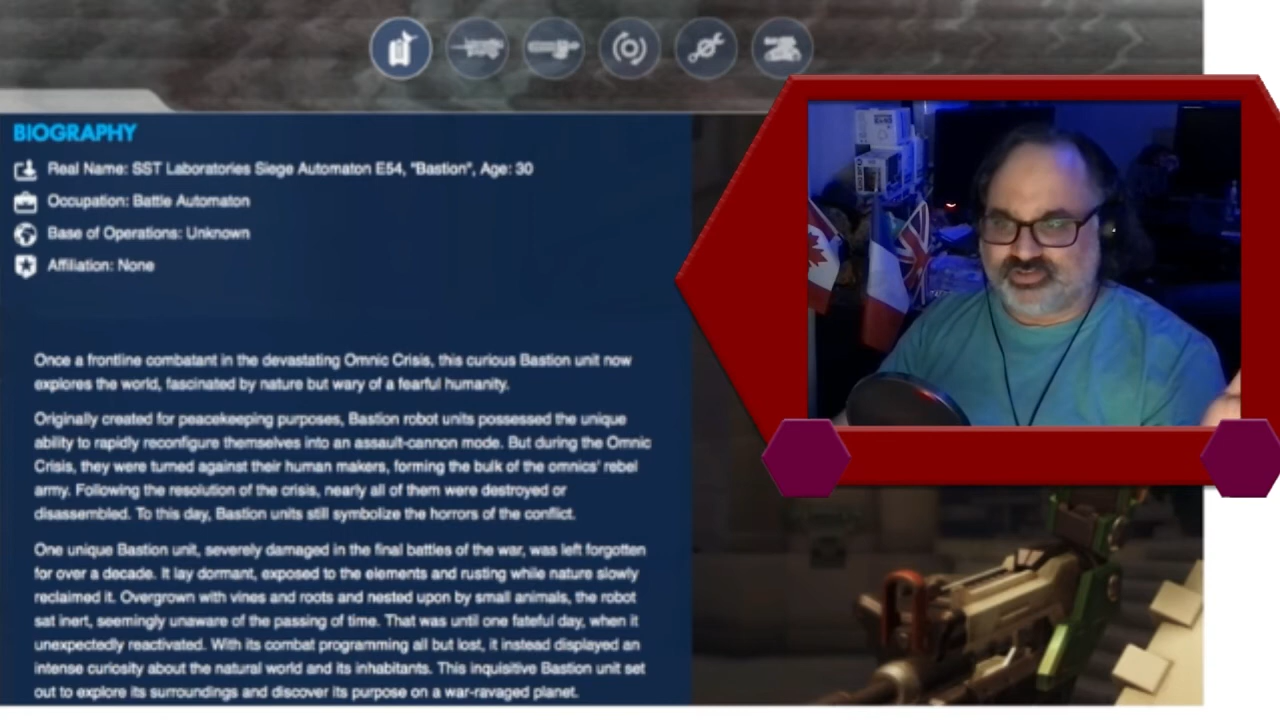 BIOGRAPHY
Real Name: SST Laboratories Siege Automaton E54, "Bastion", Age: 30
Occupation: Battle Automaton
Base of Operations: Unknown
Affiliation: None
Once a frontline combatant in the devastating Omnic Crisis, this curious Bastion unit now
explores the world, fascinated by nature but wary of a fearful humanity.
Originally created for peacekeeping purposes, Bastion robot units possessed the unique
ability to rapidly reconfigure themselves into an assault-cannon mode. But during the Omnic
Crisis, they were turned against their human makers, forming the bulk of the omnics' rebel
army. Following the resolution of the crisis, nearly all of them were destroyed or
disassembled. To this day, Bastion units still symbolize the horrors of the conflict.
One unique Bastion unit, severely damaged in the final battles of the war, was left forgotten
for over a decade. It lay dormant, exposed to the elements and rusting while nature slowly
reclaimed it. Overgrown with vines and roots and nested upon by small animals, the robot
sat inert, seemingly unaware of the passing of time. That was until one fateful day, when it
unexpectedly reactivated. With its combat programming all but lost, it instead displayed an
intense curiosity about the natural world and its inhabitants. This inquisitive Bastion unit set
out to explore its surroundings and discover its purpose on a war-ravaged planet.